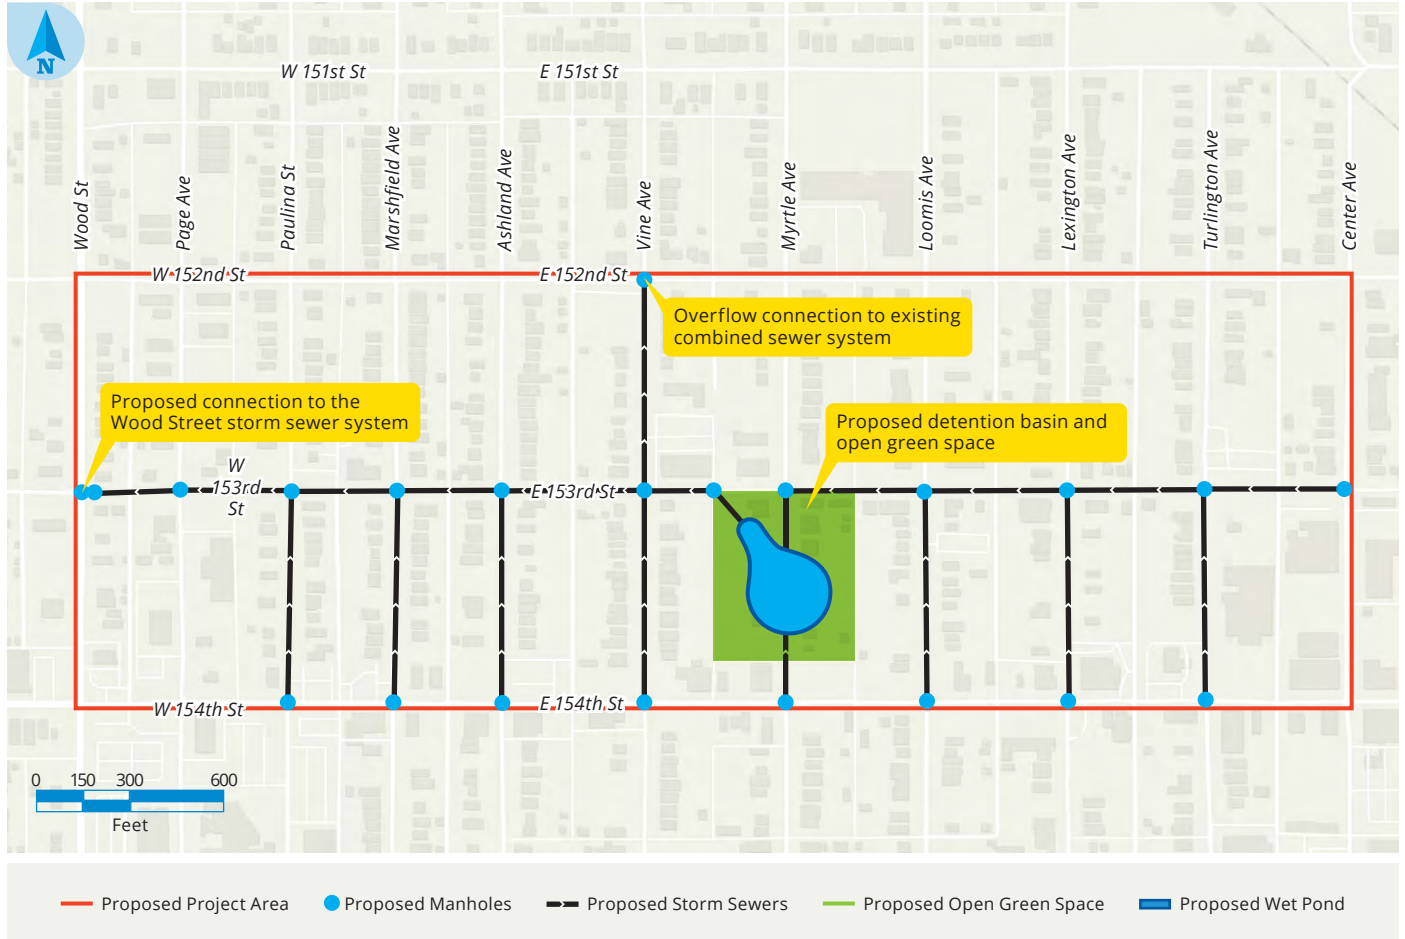 N
W 151st St
E 151st St
Wood St
Page Ave
Paulina St
Marshfield Ave
Ashland Ave
Vine Ave
Myrtle Ave
Loomis Ave
Lexington Ave
Turlington Ave
Center Ave
W 152nd St
E 152nd St
Overflow connection to existing
combined sewer system
Proposed connection to the
Wood Street storm sewer system
Proposed detention basin and
open green space
W
153rd
St
E 153rd St
W 154th St
E 154th St
0 150 300 600
Feet
Proposed Project Area
Proposed Manholes
Proposed Storm Sewers
Proposed Open Green Space
Proposed Wet Pond